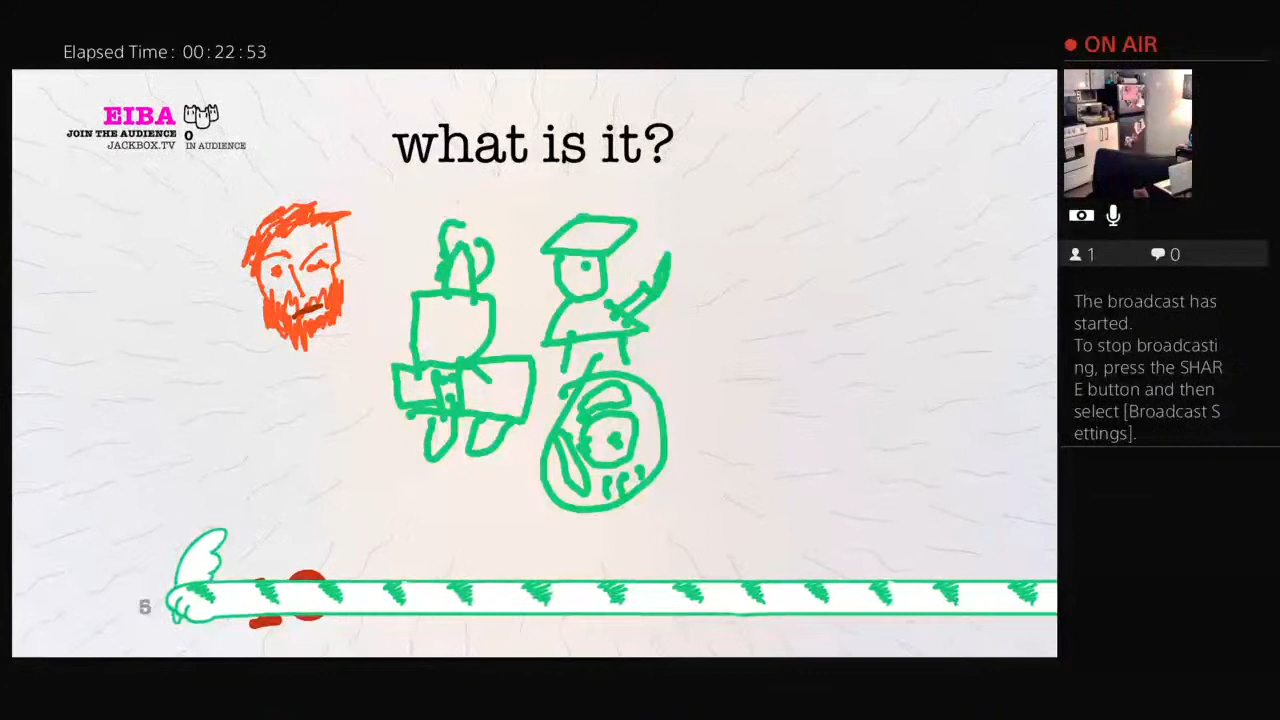 Elapsed Time: 00:22:53
ON AIR
EIBA
JOIN THE AUDIENCE
JACKBOX.TV
0
IN AUDIENCE
what is it?
1
0
The broadcast has
started.
To stop broadcasti
ng, press the SHAR
E button and then
select [Broadcast S
ettings].